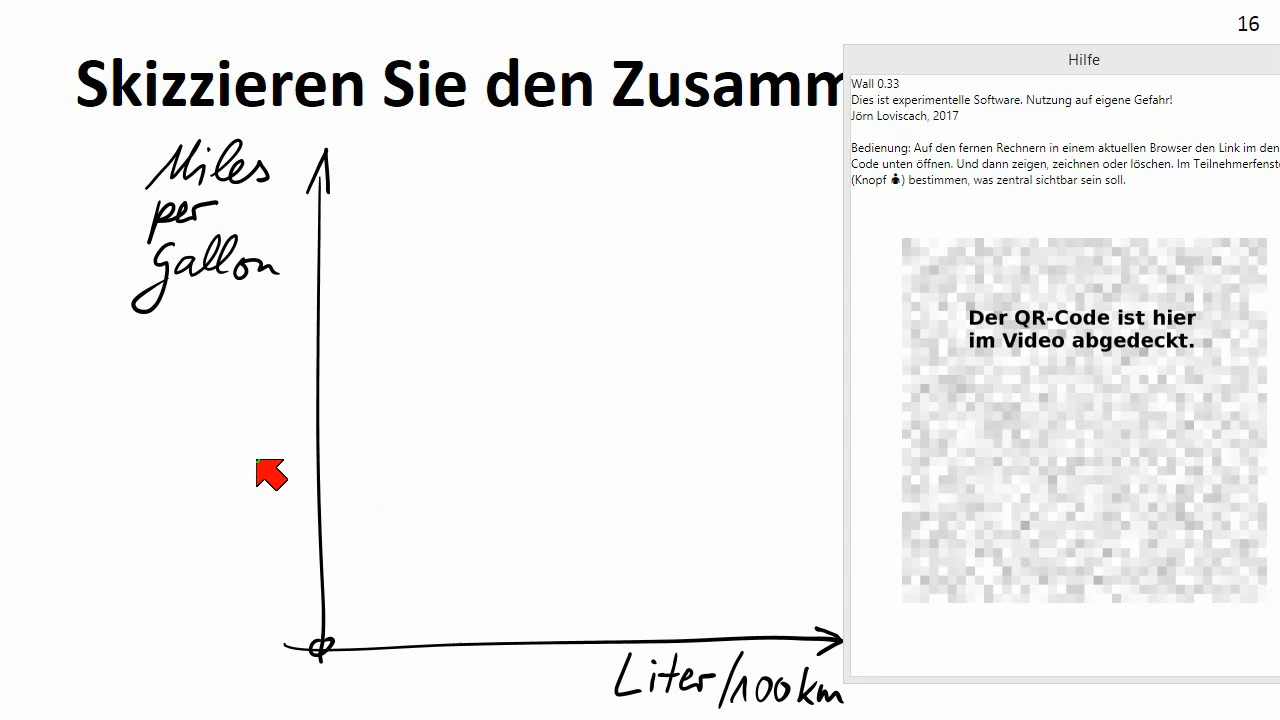 16
Skizzieren Sie den Zusamm
Hilfe
Wall 0.33
Dies ist experimentelle Software. Nutzung auf eigene Gefahr!
Jörn Loviscach, 2017
Bedienung: Auf den fernen Rechnern in einem aktuellen Browser den Link im den
Code unten öffnen. Und dann zeigen, zeichnen oder löschen. Im Teilnehmerfenst
(Knopf ) bestimmen, was zentral sichtbar sein soll.
Miles
per
Gallon
Der QR-Code ist hier
im Video abgedeckt.
Liter/100km